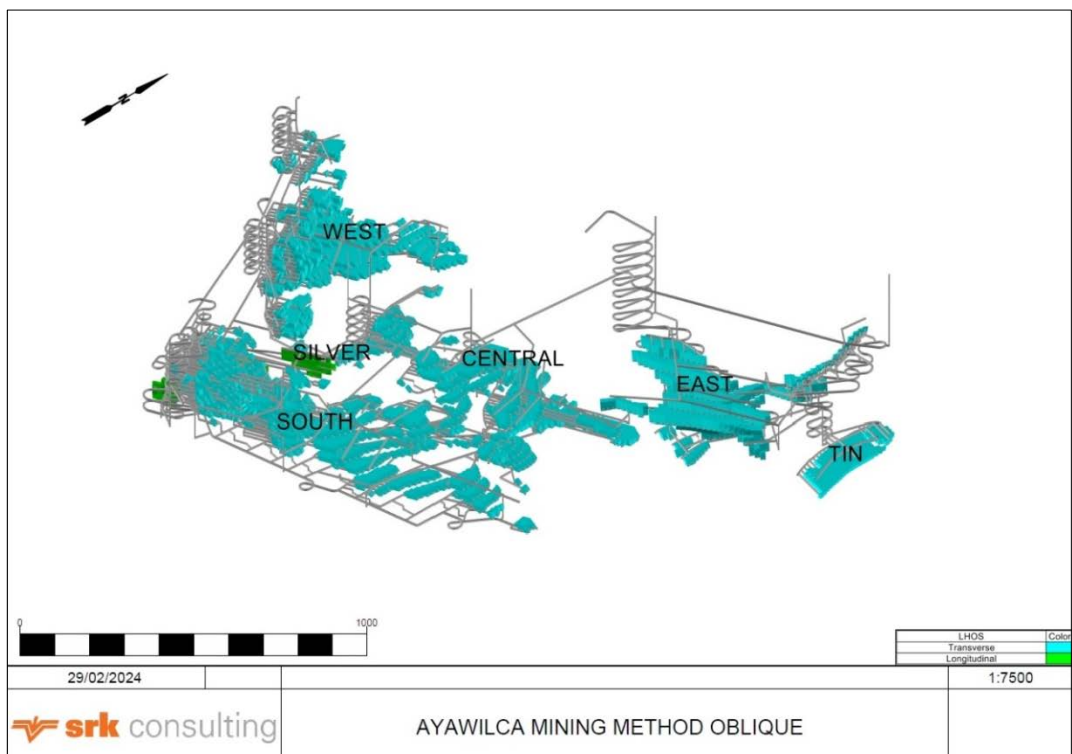 N
WEST
SILVER
CENTRAL
EAST
SOUTH
TIN
0
1000
LHOS Color
Transverse
Longitudinal
29/02/2024
1:7500
srk consulting
AYAWILCA MINING METHOD OBLIQUE